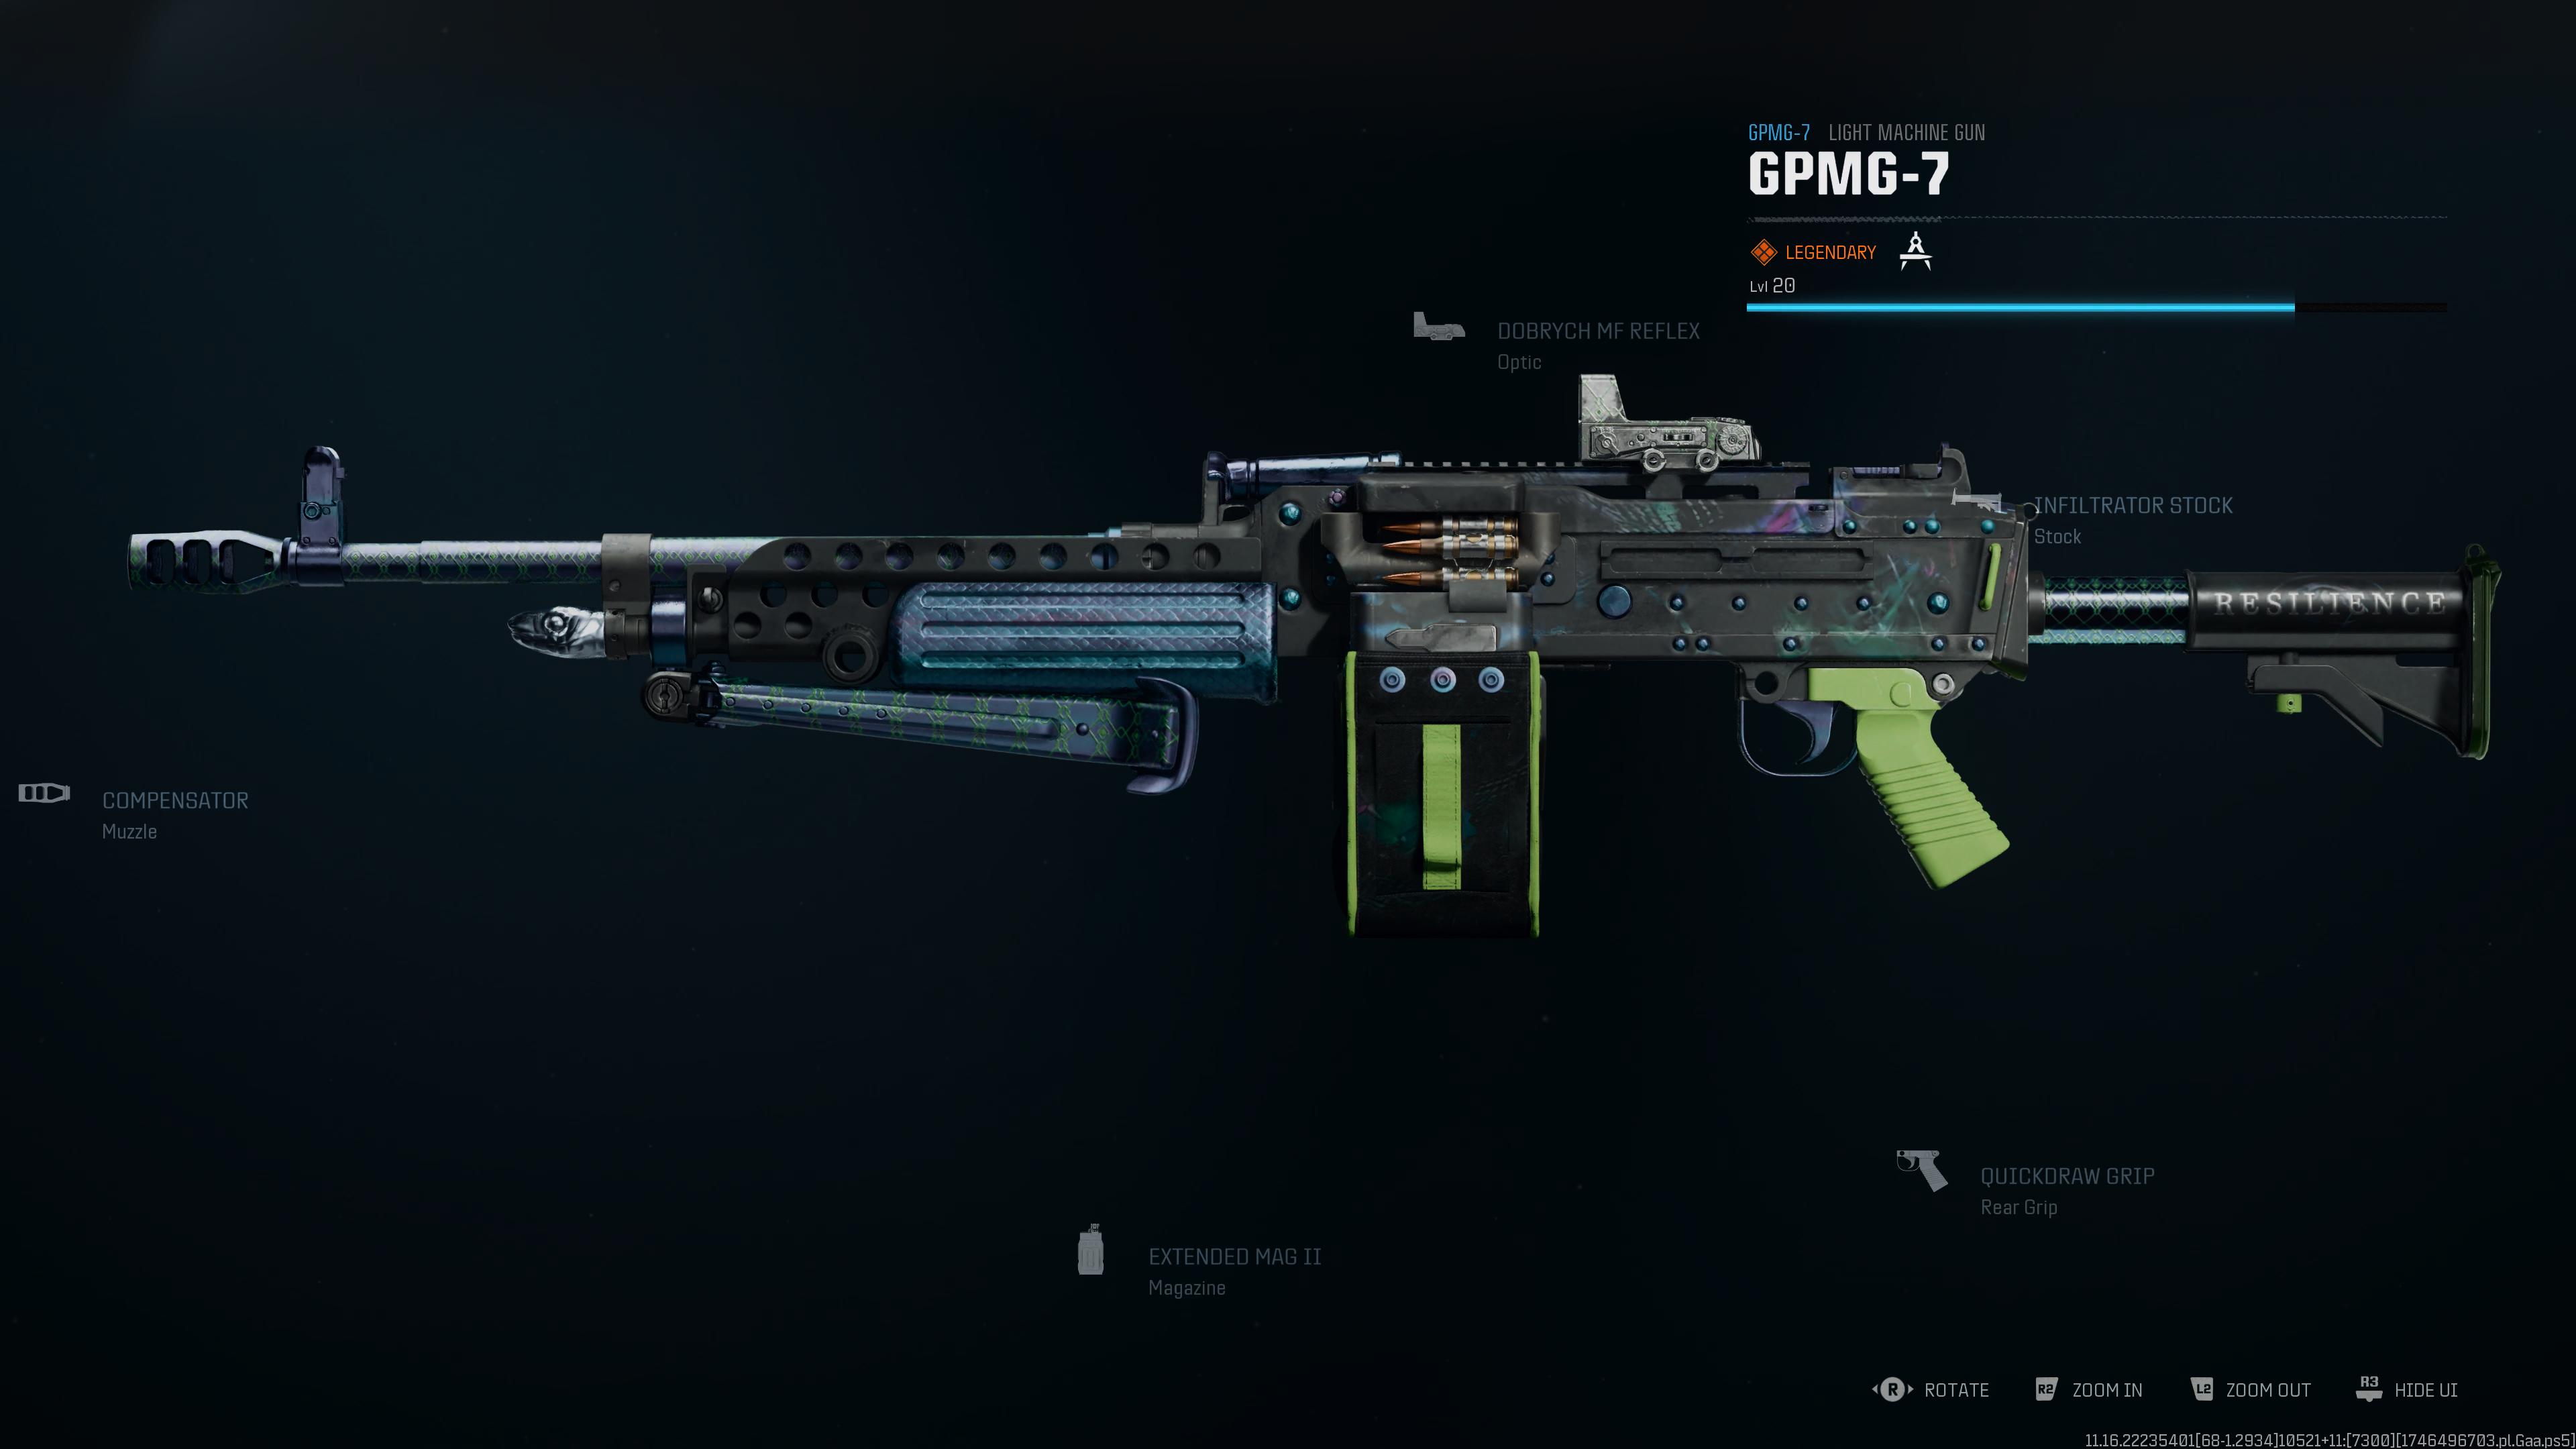 GPMG-7 LIGHT MACHINE GUN
GPMG-7
LEGENDARY
Lvl 20
DOBRYCH MF REFLEX
Optic
INFILTRATOR STOCK
Stock
RESILIENCE
COMPENSATOR
Muzzle
QUICKDRAW GRIP
Rear Grip
EXTENDED MAG II
Magazine
R ROTATE R2 ZOOM IN L2 ZOOM OUT R3 HIDE UI
11.16.22235401[68-1.2934]10521+11:[7300][1746496703.pl.Gaa.ps5]